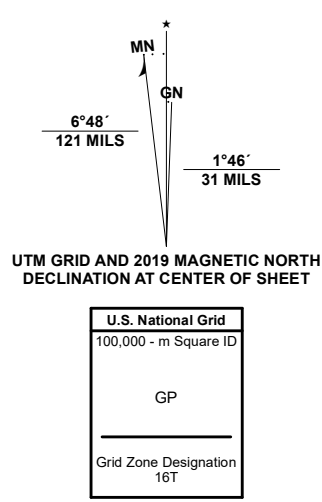 ★
MN
GN
6°48´
121 MILS
1°46´
31 MILS
UTM GRID AND 2019 MAGNETIC NORTH
DECLINATION AT CENTER OF SHEET
U.S. National Grid
100,000 - m Square ID
GP
Grid Zone Designation
16T